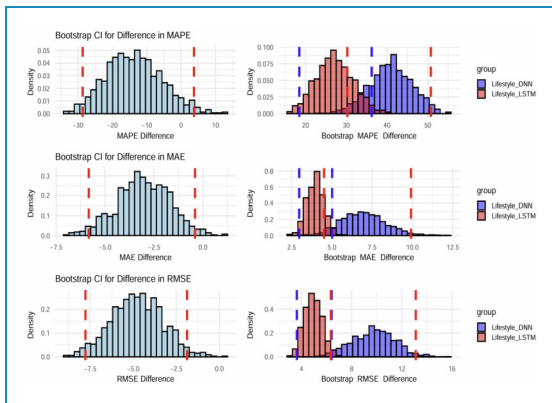 Bootstrap CI for Difference in MAPE
Density
0.05
0.04
0.03
0.02
0.01
0.00
−30
−20
−10
0
10
MAPE Difference
Density
0.100
0.075
0.050
0.025
0.000
20
30
40
50
Bootstrap MAPE Difference
group
Lifestyle_DNN
Lifestyle_LSTM
Bootstrap CI for Difference in MAE
Density
0.3
0.2
0.1
0.0
−7.5
−5.0
−2.5
0.0
MAE Difference
Density
0.8
0.6
0.4
0.2
0.0
2.5
5.0
7.5
10.0
12.5
Bootstrap MAE Difference
group
Lifestyle_DNN
Lifestyle_LSTM
Bootstrap CI for Difference in RMSE
Density
0.2
0.1
0.0
−7.5
−5.0
−2.5
0.0
RMSE Difference
Density
0.4
0.2
0.0
4
8
12
16
Bootstrap RMSE Difference
group
Lifestyle_DNN
Lifestyle_LSTM